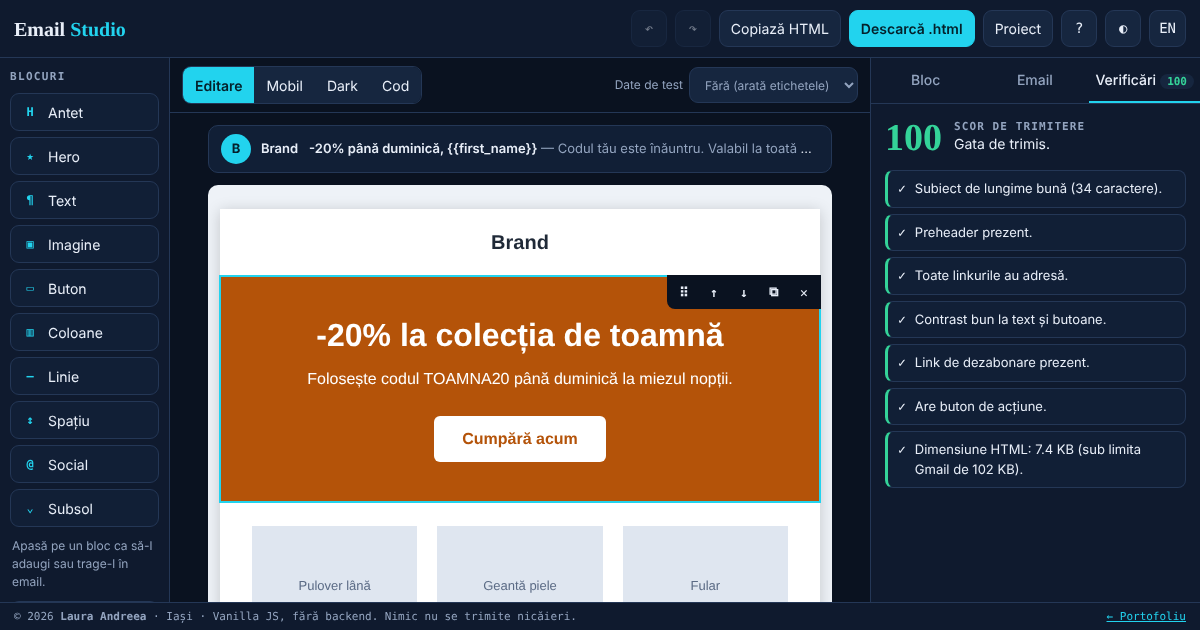 Email Studio
↶ ↷ Copiază HTML Descarcă .html Proiect ? ◐ EN
BLOCURI
H Antet
★ Hero
¶ Text
▣ Imagine
▭ Buton
▥ Coloane
— Linie
↕ Spațiu
@ Social
⌄ Subsol
Apasă pe un bloc ca să-l
adaugi sau trage-l în
email.
Editare Mobil Dark Cod
Date de test Fără (arată etichetele)
B Brand -20% până duminică, {{first_name}} — Codul tău este înăuntru. Valabil la toată ...
Brand
⠿ ↑ ↓ ⧉ ✕
-20% la colecția de toamnă
Folosește codul TOAMNA20 până duminică la miezul nopții.
Cumpără acum
Pulover lână Geantă piele Fular
Bloc Email Verificări 100
100 SCOR DE TRIMITERE
Gata de trimis.
✓ Subiect de lungime bună (34 caractere).
✓ Preheader prezent.
✓ Toate linkurile au adresă.
✓ Contrast bun la text și butoane.
✓ Link de dezabonare prezent.
✓ Are buton de acțiune.
✓ Dimensiune HTML: 7.4 KB (sub limita
Gmail de 102 KB).
© 2026 Laura Andreea · Iași · Vanilla JS, fără backend. Nimic nu se trimite nicăieri.
← Portofoliu